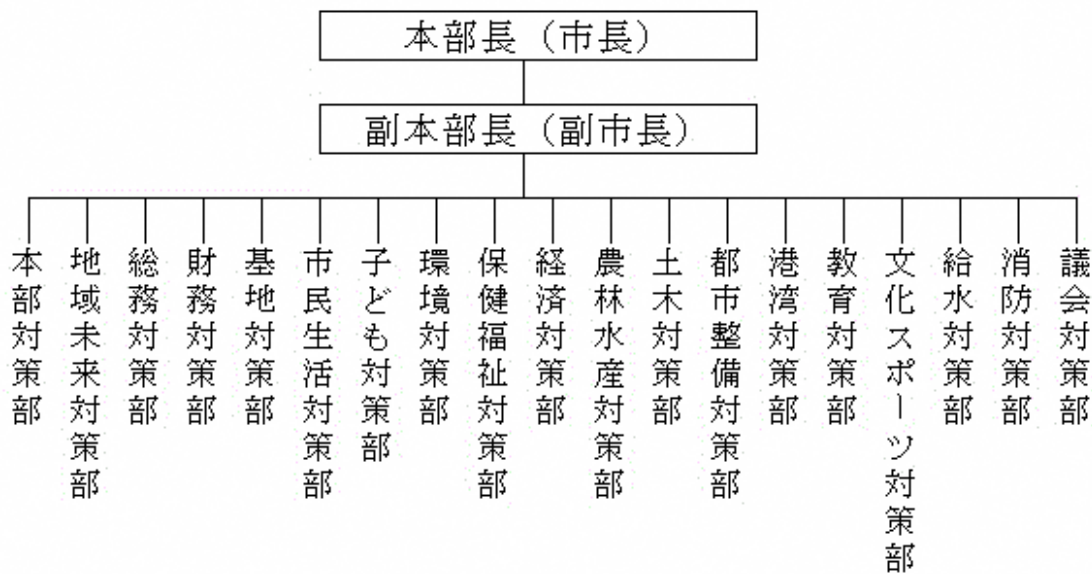 本部長（市長）
副本部長（副市長）
本部対策部
地域未来対策部
総務対策部
財務対策部
基地対策部
市民生活対策部
子ども対策部
環境対策部
保健福祉対策部
経済対策部
農林水産対策部
土木対策部
都市整備対策部
港湾対策部
教育対策部
文化スポーツ対策部
給水対策部
消防対策部
議会対策部